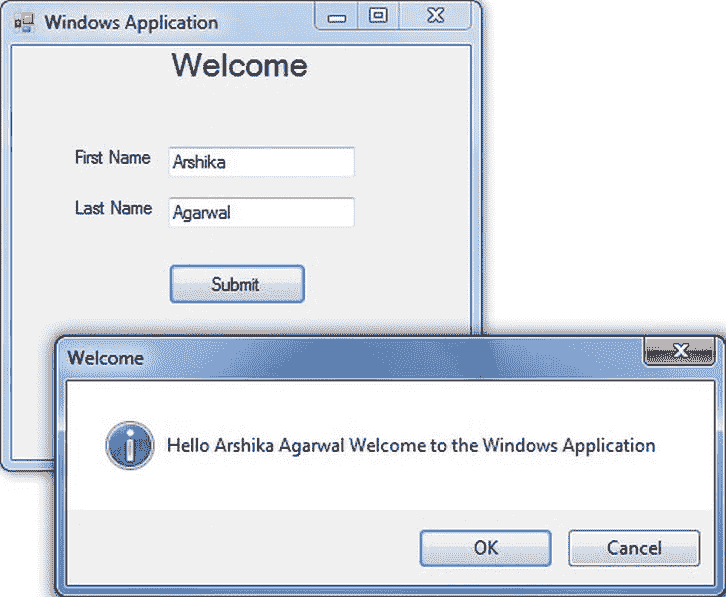 Windows Application
Welcome
First Name Arshika
Last Name Agarwal
Submit
Welcome
Hello Arshika Agarwal Welcome to the Windows Application
OK Cancel